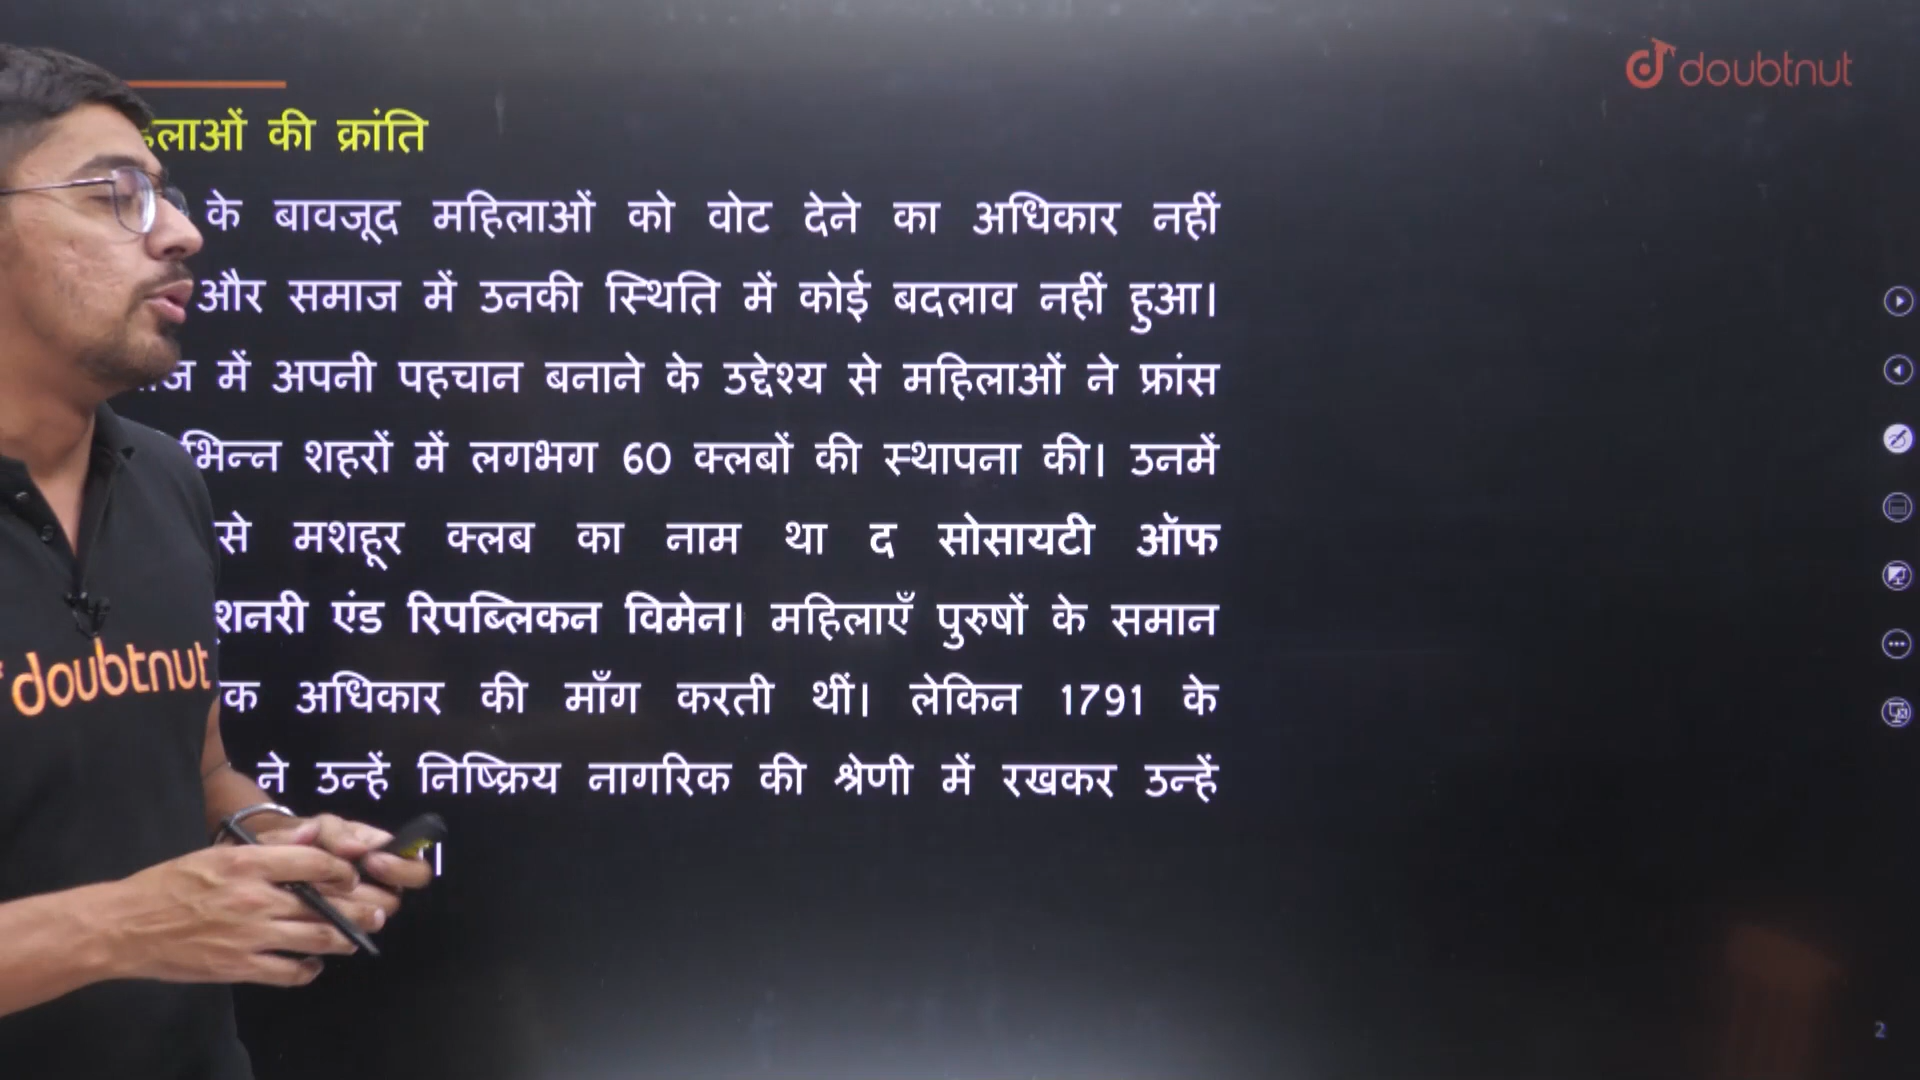 doubtnut
की क्रांति
के बावजूद महिलाओं को वोट देने का अधिकार नहीं
और समाज में उनकी स्थिति में कोई बदलाव नहीं हुआ।
में अपनी पहचान बनाने के उद्देश्य से महिलाओं ने फ्रांस
शहरों में लगभग 60 क्लबों की स्थापना की। उनमें
से मशहूर क्लब का नाम था द सोसायटी ऑफ
एंड रिपब्लिकन विमेन। महिलाएँ पुरुषों के समान
अधिकार की माँग करती थीं। लेकिन 1791 के
ने उन्हें निष्क्रिय नागरिक की श्रेणी में रखकर उन्हें
doubtnut
2